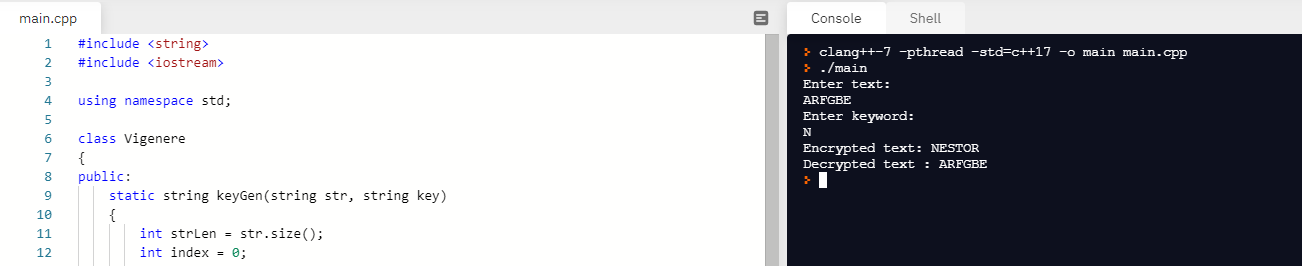 main.cpp
1 #include <string>
2 #include <iostream>
3
4 using namespace std;
5
6 class Vigenere
7 {
8 public:
9 static string keyGen(string str, string key)
10 {
11 int strLen = str.size();
12 int index = 0;
Console Shell
clang++-7 -pthread -std=c++17 -o main main.cpp
./main
Enter text:
ARFGBE
Enter keyword:
N
Encrypted text: NESTOR
Decrypted text : ARFGBE